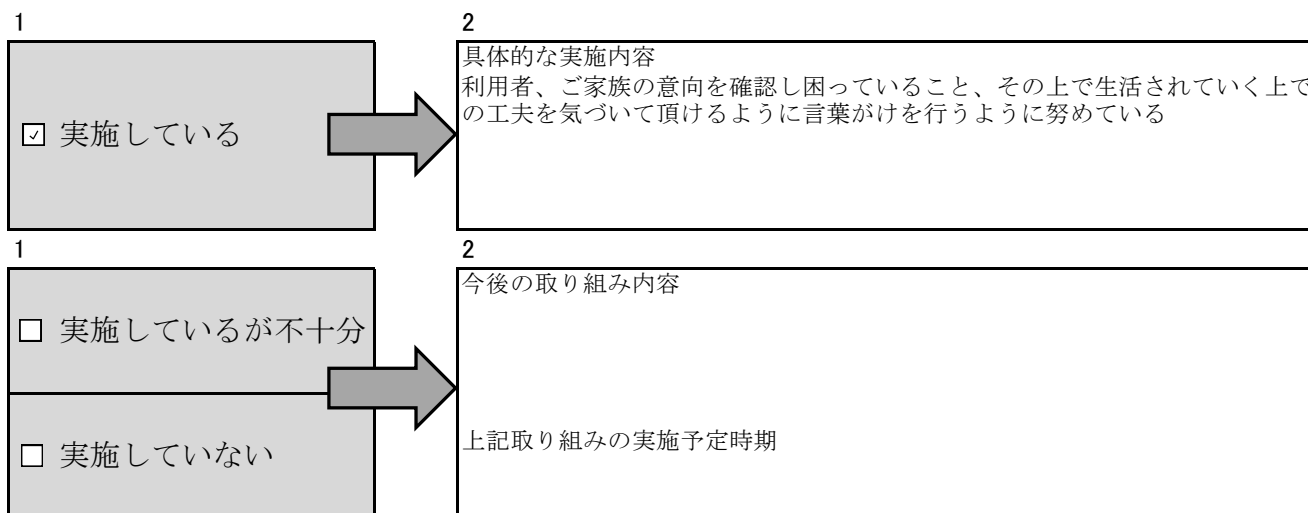 1
2
☑ 実施している
具体的な実施内容
利用者、ご家族の意向を確認し困っていること、その上で生活されていく上で
の工夫を気づいて頂けるように言葉がけを行うように努めている
1
2
☐ 実施しているが不十分
☐ 実施していない
今後の取り組み内容
上記取り組みの実施予定時期